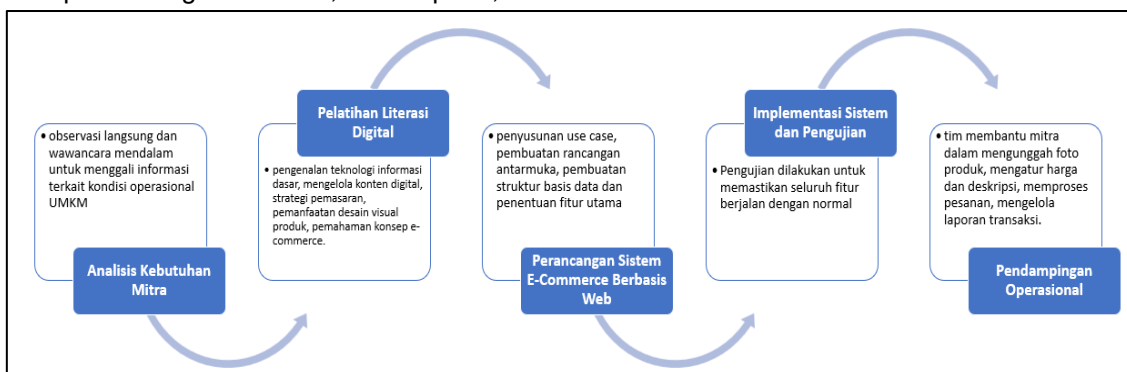 • observasi langsung dan
wawancara mendalam
untuk menggali informasi
terkait kondisi operasional
UMKM
Analisis Kebutuhan
Mitra
Pelatihan Literasi
Digital
• pengenalan teknologi informasi
dasar, mengelola konten digital,
strategi pemasaran,
pemanfaatan desain visual
produk, pemahaman konsep e-
commerce.
• penyusunan use case,
pembuatan rancangan
antarmuka, pembuatan
struktur basis data dan
penentuan fitur utama
Perancangan Sistem
E-Commerce Berbasis
Web
Implementasi Sistem
dan Pengujian
• Pengujian dilakukan untuk
memastikan seluruh fitur
berjalan dengan normal
• tim membantu mitra
dalam mengunggah foto
produk, mengatur harga
dan deskripsi, memproses
pesanan, mengelola
laporan transaksi.
Pendampingan
Operasional